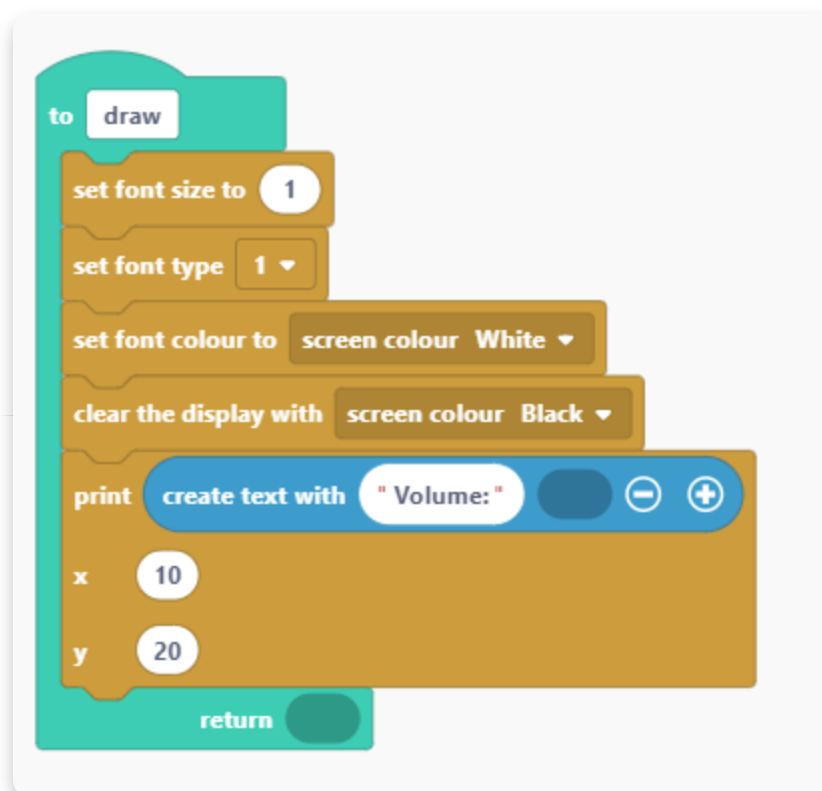 to draw
set font size to 1
set font type 1
set font colour to screen colour White
clear the display with screen colour Black
print create text with " Volume: "
x 10
y 20
return